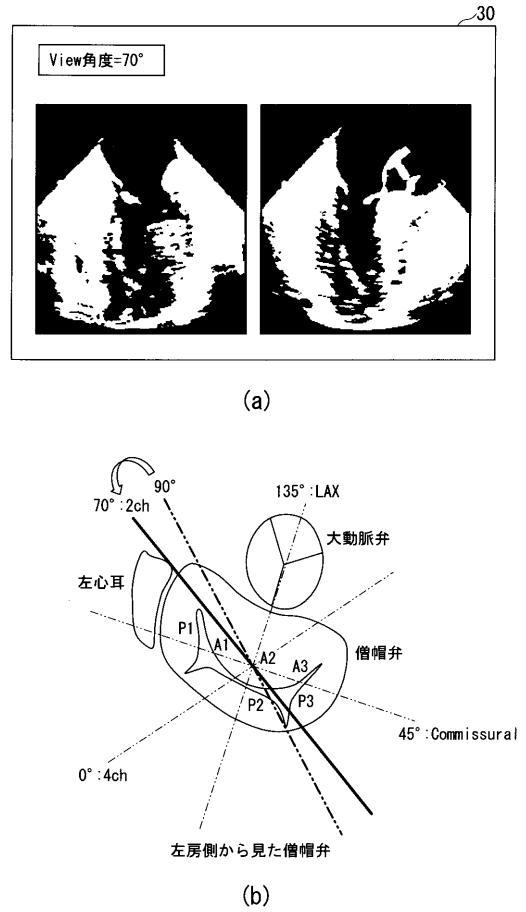 30
View角度=70°
(a)
90°
70°:2ch
135°:LAX
大動脈弁
左心耳
P1
A1
A2
A3
僧帽弁
P2
P3
45°:Commissural
0°:4ch
左房側から見た僧帽弁
(b)